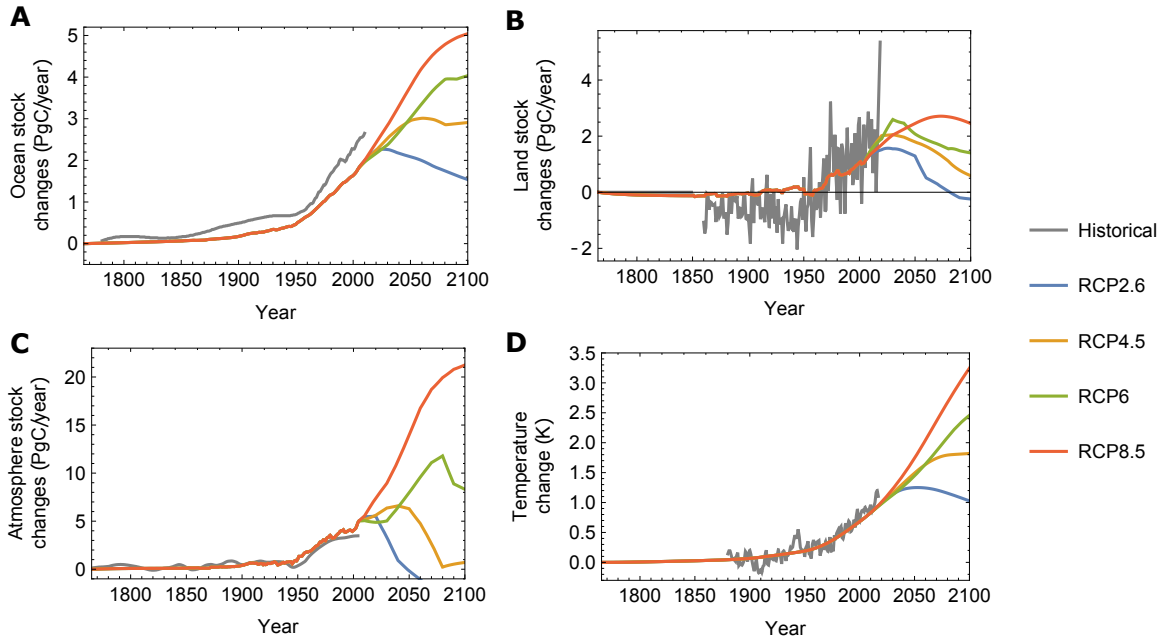 A
Ocean stock
changes (PgC/year)
5
4
3
2
1
0
1800 1850 1900 1950 2000 2050 2100
Year
B
Land stock
changes (PgC/year)
4
2
0
-2
1800 1850 1900 1950 2000 2050 2100
Year
C
Atmosphere stock
changes (PgC/year)
20
15
10
5
0
1800 1850 1900 1950 2000 2050 2100
Year
D
Temperature
change (K)
3.5
3.0
2.5
2.0
1.5
1.0
0.5
0.0
1800 1850 1900 1950 2000 2050 2100
Year
Historical
RCP2.6
RCP4.5
RCP6
RCP8.5